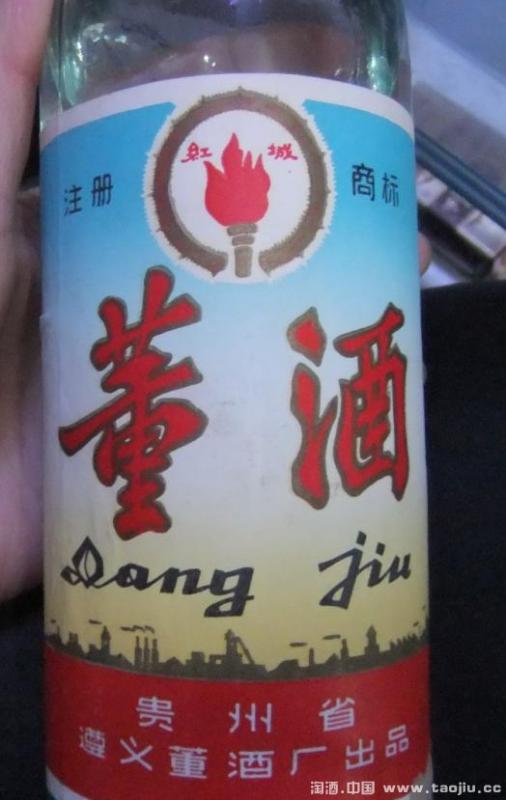 红城
注册 商标
董酒
Dang jiu
贵州省
遵义董酒厂出品
淘酒.中国 www.taojiu.cc